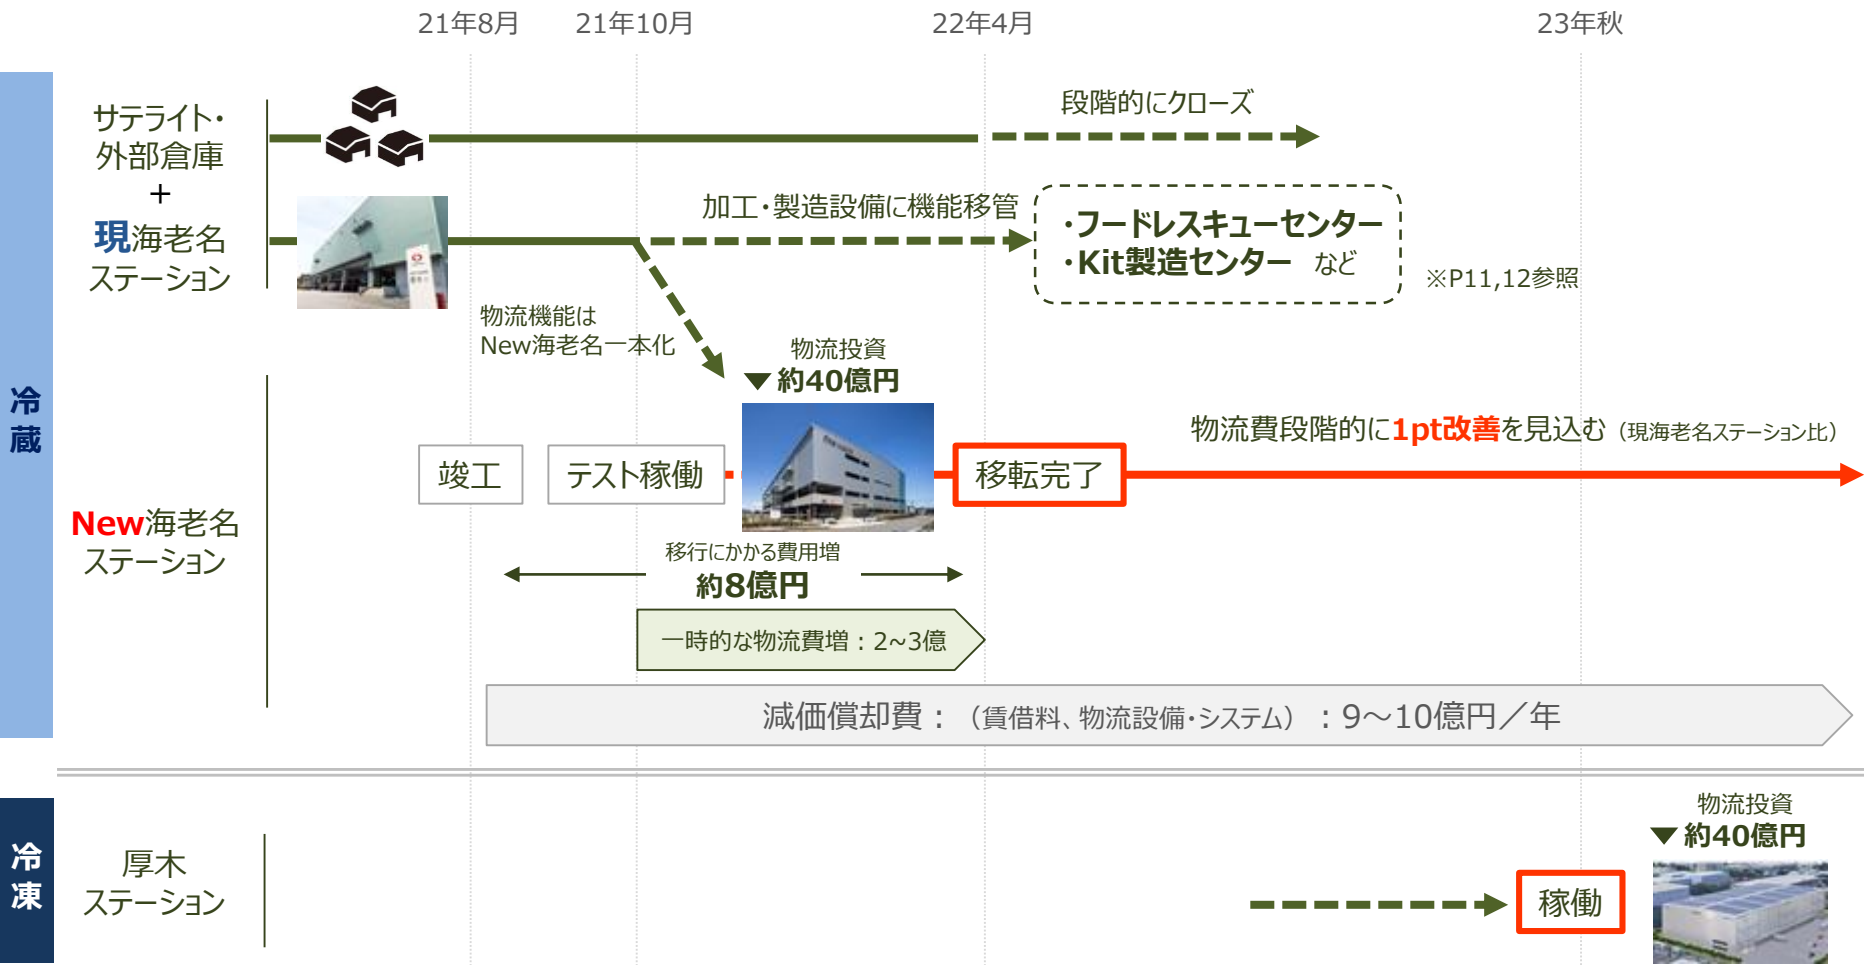 21年8月
21年10月
22年4月
23年秋
冷蔵
サテライト・
外部倉庫
+
現海老名
ステーション
段階的にクローズ
加工・製造設備に機能移管
・フードレスキューセンター
・Kit製造センター など
※P11,12参照
物流機能は
New海老名一本化
物流投資
▼約40億円
New海老名
ステーション
竣工
テスト稼働
移転完了
物流費段階的に1pt改善を見込む（現海老名ステーション比）
移行にかかる費用増
約8億円
一時的な物流費増：2~3億
減価償却費：（賃借料、物流設備・システム）：9～10億円／年
冷凍
厚木
ステーション
稼働
物流投資
▼約40億円